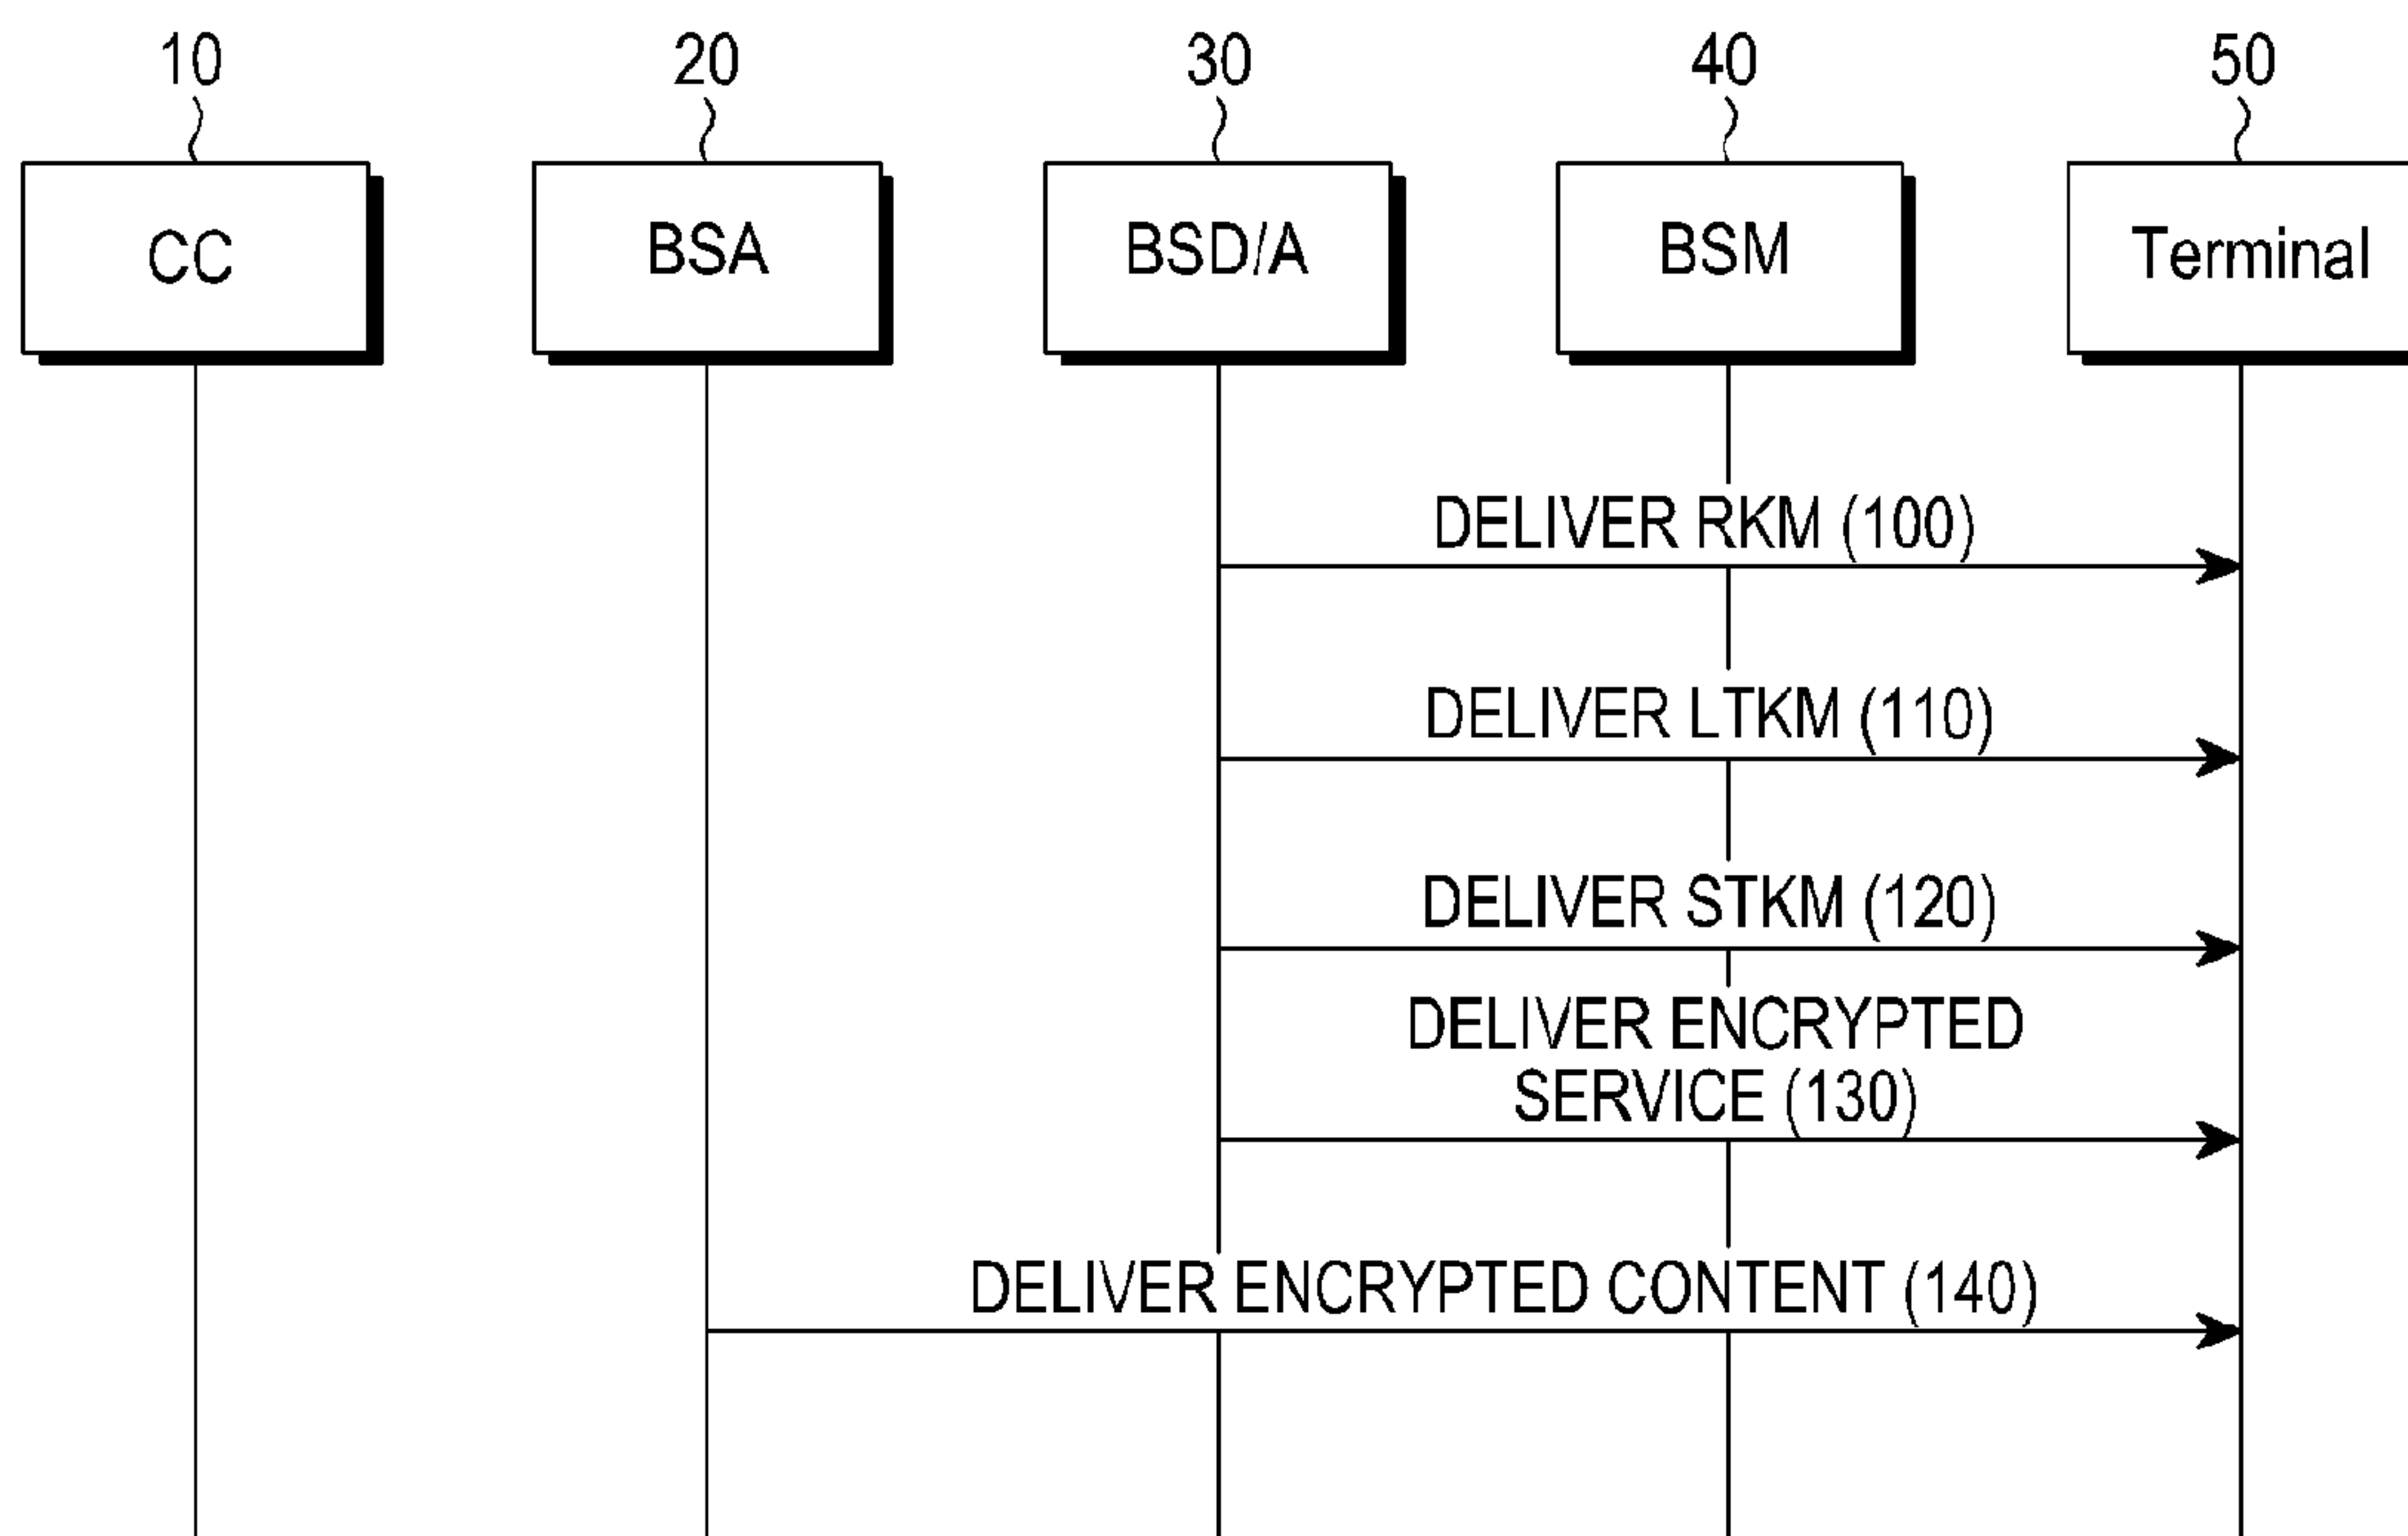 10 20 30 40 50
CC BSA BSD/A BSM Terminal
DELIVER RKM (100)
DELIVER LTKM (110)
DELIVER STKM (120)
DELIVER ENCRYPTED
SERVICE (130)
DELIVER ENCRYPTED CONTENT (140)